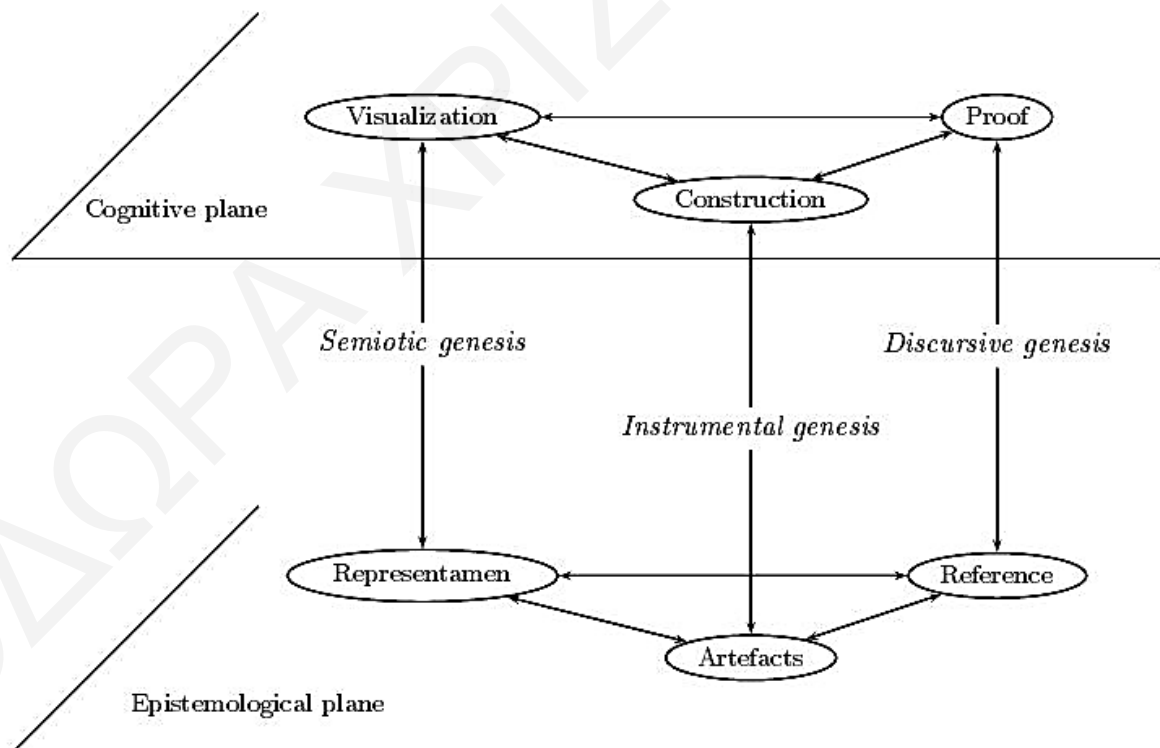 Visualization
Proof
Construction
Cognitive plane
Semiotic genesis
Discursive genesis
Instrumental genesis
Representamen
Reference
Artefacts
Epistemological plane